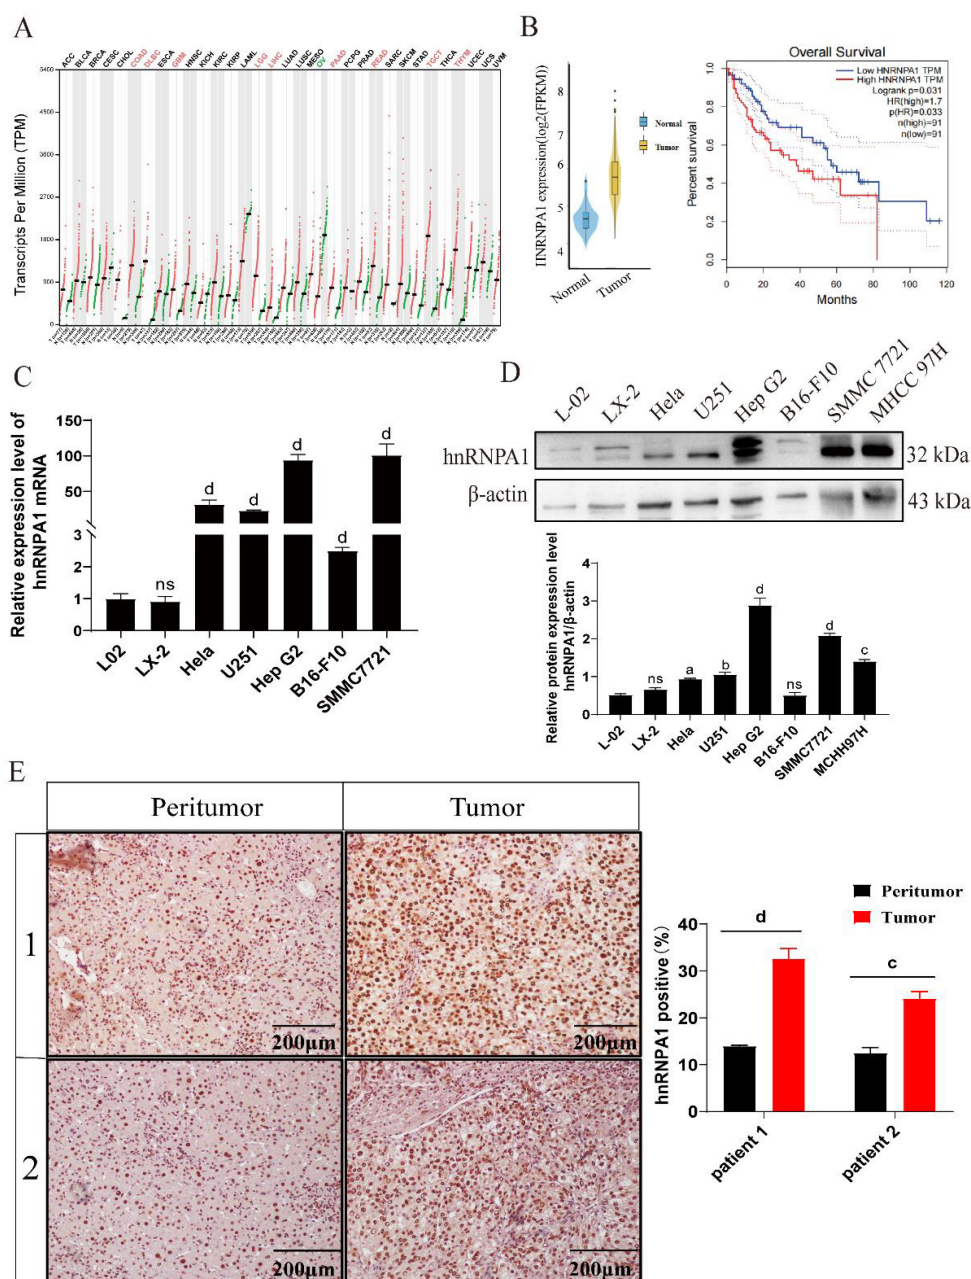 A
ACC
BLCA
BRCA
CESC
CHOL
COAD
DLBC
ESCA
GBM
HNSC
KICH
KIRC
KIRP
LAML
LGG
LIHC
LUAD
LUSC
MESO
OV
PAAD
PCPG
PRAD
READ
SARC
SKCM
STAD
TGCT
THCA
THYM
UCEC
UCS
UVM
Transcripts Per Million (TPM)
5400
4500
3600
2700
1800
900
0
B
HNRNPA1 expression(log2(FPKM))
8
7
6
5
4
Normal
Tumor
Normal
Tumor
Overall Survival
Low HNRNPA1 TPM
High HNRNPA1 TPM
Logrank p=0.031
HR(high)=1.7
p(HR)=0.033
n(high)=91
n(low)=91
Percent survival
1.0
0.8
0.6
0.4
0.2
0.0
0 20 40 60 80 100 120
Months
C
Relative expression level of
hnRNPA1 mRNA
150
100
50
3
2
1
0
ns
d
d
d
d
d
L02
LX-2
Hela
U251
Hep G2
B16-F10
SMMC7721
D
L-02
LX-2
Hela
U251
Hep G2
B16-F10
SMMC 7721
MHCC 97H
hnRNPA1
32 kDa
β-actin
43 kDa
Relative protein expression level
hnRNPA1/β-actin
4
3
2
1
0
ns
a
b
d
ns
d
c
L-02
LX-2
Hela
U251
Hep G2
B16-F10
SMMC7721
MCHH97H
E
Peritumor
Tumor
1
200μm
200μm
2
200μm
200μm
Peritumor
Tumor
hnRNPA1 positive (%)
40
30
20
10
0
d
c
patient 1
patient 2